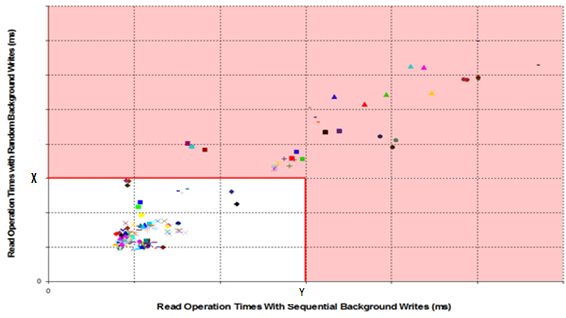 Read Operation Times with Random Background Writes (ms)
X
0
0
Y
Read Operation Times With Sequential Background Writes (ms)